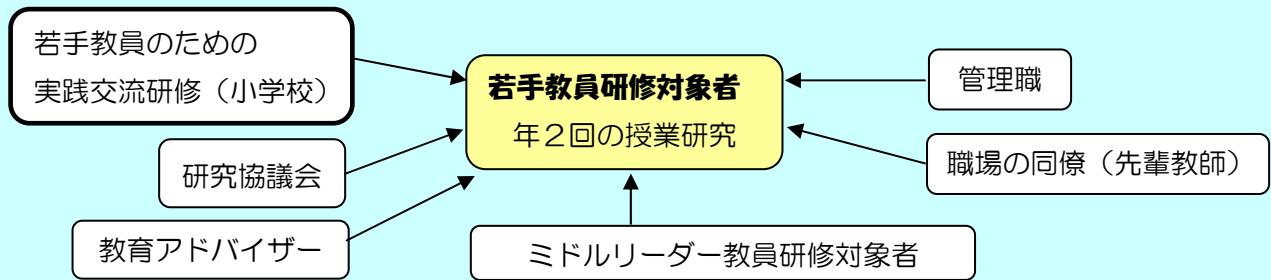 若手教員のための
実践交流研修（小学校）
若手教員研修対象者
年２回の授業研究
管理職
研究協議会
職場の同僚（先輩教師）
教育アドバイザー
ミドルリーダー教員研修対象者